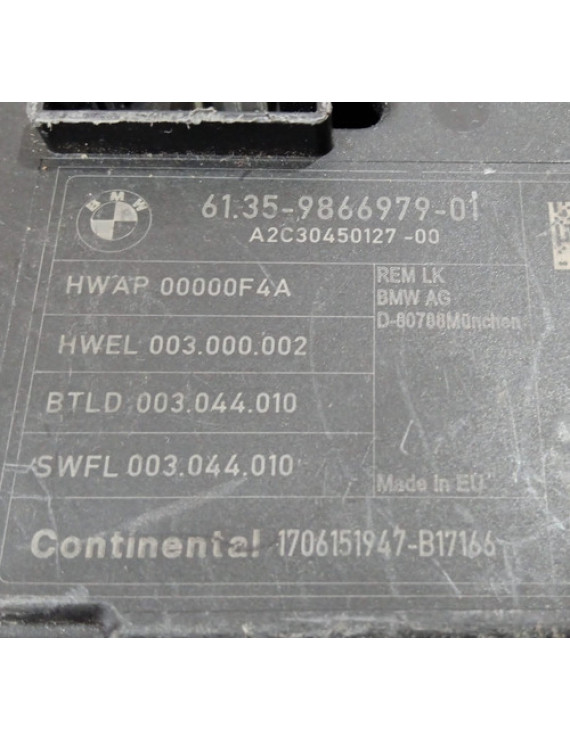 BMW
61.35-9866979-01
A2C30450127-00
HWAP 00000F4A
REM LK
BMW AG
D-80788München
HWEL 003.000.002
BTLD 003.044.010
SWFL 003.044.010
Made in EU
Continental 1706151947-B17166